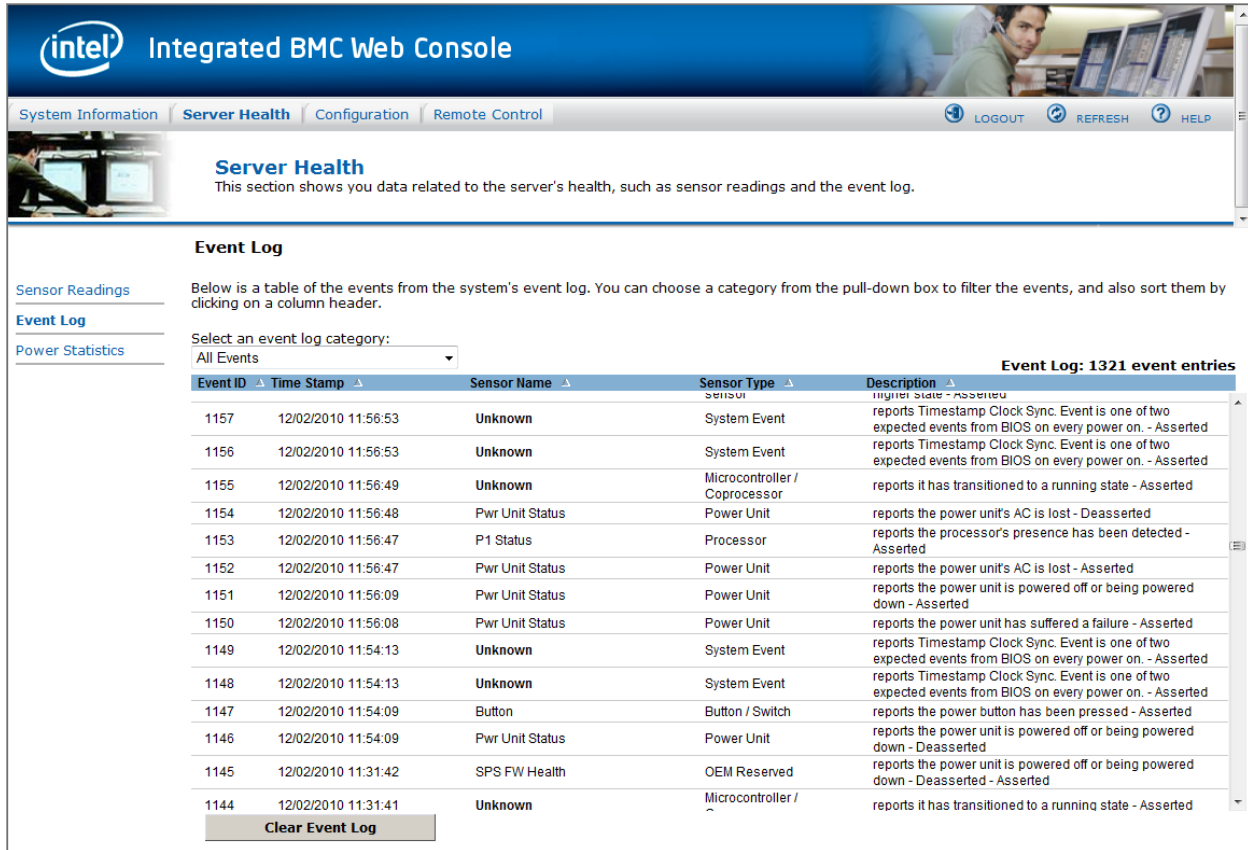 intel
Integrated BMC Web Console
System Information Server Health Configuration Remote Control LOGOUT REFRESH HELP
Server Health
This section shows you data related to the server's health, such as sensor readings and the event log.
Event Log
Sensor Readings
Event Log
Power Statistics
Below is a table of the events from the system's event log. You can choose a category from the pull-down box to filter the events, and also sort them by
clicking on a column header.
Select an event log category:
All Events
Event Log: 1321 event entries
Event ID Time Stamp Sensor Name Sensor Type Description
sensor higher state - Asserted
1157 12/02/2010 11:56:53 Unknown System Event reports Timestamp Clock Sync. Event is one of two
expected events from BIOS on every power on. - Asserted
1156 12/02/2010 11:56:53 Unknown System Event reports Timestamp Clock Sync. Event is one of two
expected events from BIOS on every power on. - Asserted
1155 12/02/2010 11:56:49 Unknown Microcontroller / reports it has transitioned to a running state - Asserted
Coprocessor
1154 12/02/2010 11:56:48 Pwr Unit Status Power Unit reports the power unit's AC is lost - Deasserted
1153 12/02/2010 11:56:47 P1 Status Processor reports the processor's presence has been detected -
Asserted
1152 12/02/2010 11:56:47 Pwr Unit Status Power Unit reports the power unit's AC is lost - Asserted
1151 12/02/2010 11:56:09 Pwr Unit Status Power Unit reports the power unit is powered off or being powered
down - Asserted
1150 12/02/2010 11:56:08 Pwr Unit Status Power Unit reports the power unit has suffered a failure - Asserted
1149 12/02/2010 11:54:13 Unknown System Event reports Timestamp Clock Sync. Event is one of two
expected events from BIOS on every power on. - Asserted
1148 12/02/2010 11:54:13 Unknown System Event reports Timestamp Clock Sync. Event is one of two
expected events from BIOS on every power on. - Asserted
1147 12/02/2010 11:54:09 Button Button / Switch reports the power button has been pressed - Asserted
1146 12/02/2010 11:54:09 Pwr Unit Status Power Unit reports the power unit is powered off or being powered
down - Deasserted
1145 12/02/2010 11:31:42 SPS FW Health OEM Reserved reports the power unit is powered off or being powered
down - Deasserted - Asserted
1144 12/02/2010 11:31:41 Unknown Microcontroller / reports it has transitioned to a running state - Asserted
Clear Event Log